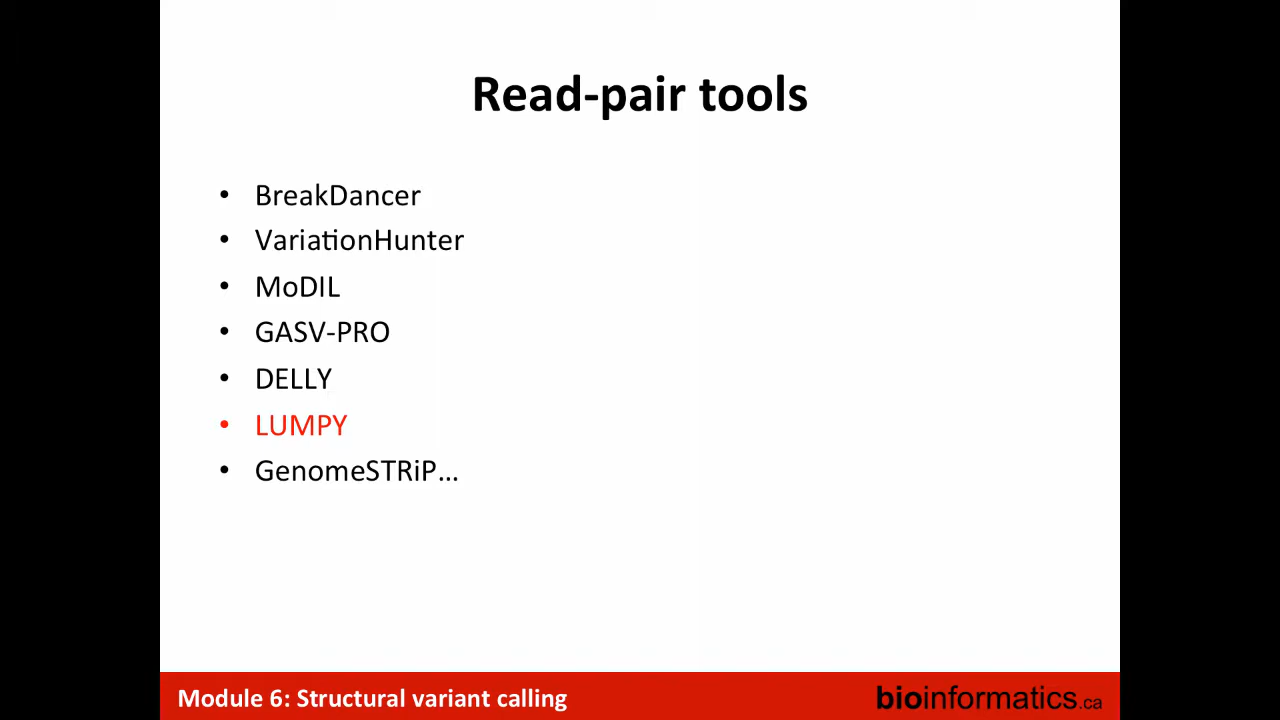 Read-pair tools
• BreakDancer
• VariationHunter
• MoDIL
• GASV-PRO
• DELLY
• LUMPY
• GenomeSTRiP...
Module 6: Structural variant calling
bioinformatics.ca